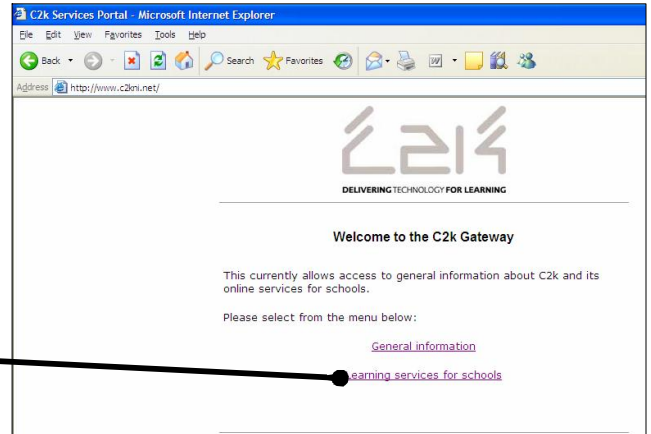 C2k Services Portal - Microsoft Internet Explorer
File Edit View Favorites Tools Help
Back Search Favorites
Address http://www.c2kni.net/
C2k
DELIVERING TECHNOLOGY FOR LEARNING
Welcome to the C2k Gateway
This currently allows access to general information about C2k and its
online services for schools.
Please select from the menu below:
General information
earning services for schools